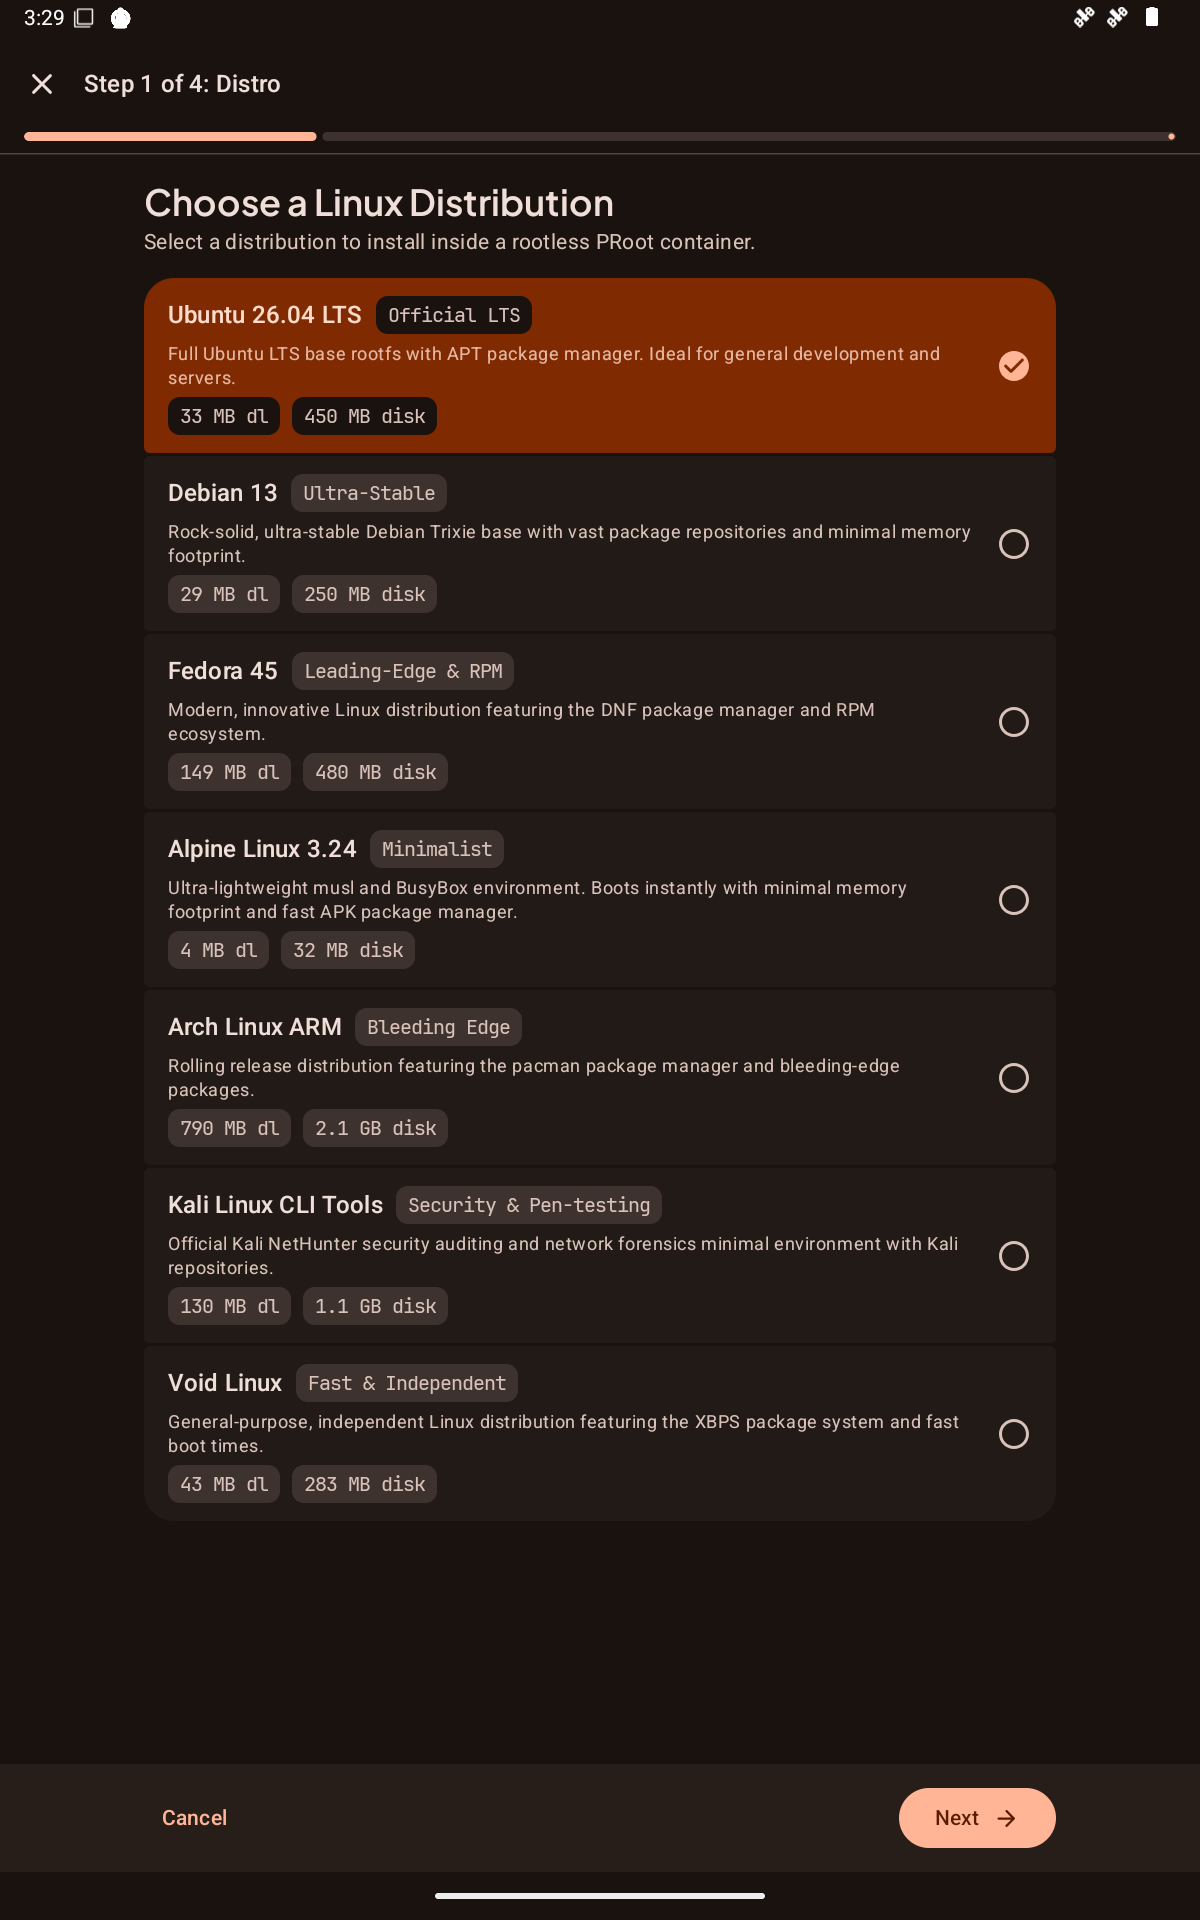 3:29
Step 1 of 4: Distro
Choose a Linux Distribution
Select a distribution to install inside a rootless PRoot container.
Ubuntu 26.04 LTS Official LTS
Full Ubuntu LTS base rootfs with APT package manager. Ideal for general development and
servers.
33 MB dl 450 MB disk
Debian 13 Ultra-Stable
Rock-solid, ultra-stable Debian Trixie base with vast package repositories and minimal memory
footprint.
29 MB dl 250 MB disk
Fedora 45 Leading-Edge & RPM
Modern, innovative Linux distribution featuring the DNF package manager and RPM
ecosystem.
149 MB dl 480 MB disk
Alpine Linux 3.24 Minimalist
Ultra-lightweight musl and BusyBox environment. Boots instantly with minimal memory
footprint and fast APK package manager.
4 MB dl 32 MB disk
Arch Linux ARM Bleeding Edge
Rolling release distribution featuring the pacman package manager and bleeding-edge
packages.
790 MB dl 2.1 GB disk
Kali Linux CLI Tools Security & Pen-testing
Official Kali NetHunter security auditing and network forensics minimal environment with Kali
repositories.
130 MB dl 1.1 GB disk
Void Linux Fast & Independent
General-purpose, independent Linux distribution featuring the XBPS package system and fast
boot times.
43 MB dl 283 MB disk
Cancel Next